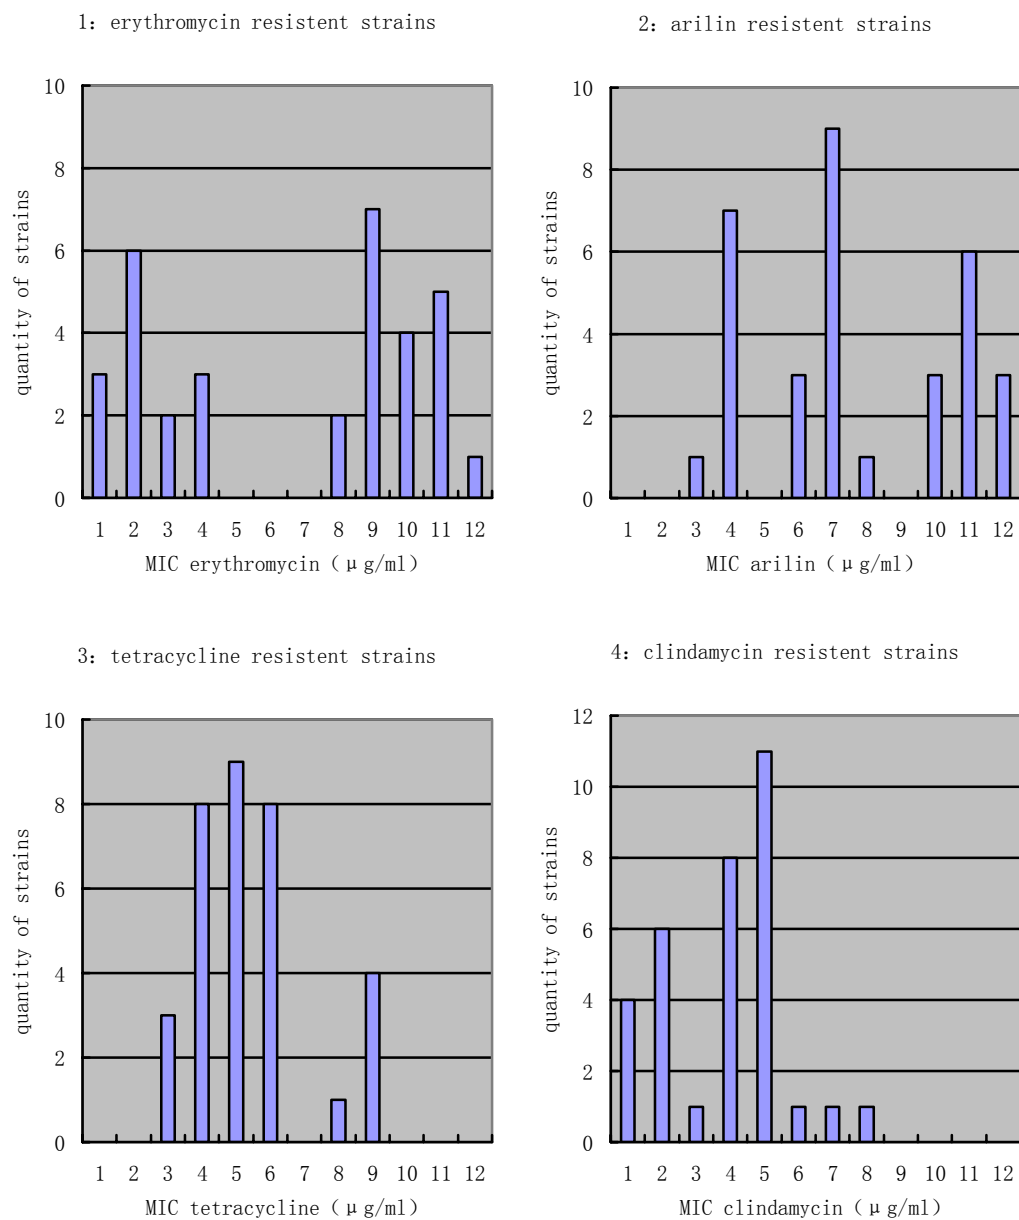 1: erythromycin resistent strains
10
8
6
4
2
0
quantity of strains
1 2 3 4 5 6 7 8 9 10 11 12
MIC erythromycin（μg/ml）
2: arilin resistent strains
10
8
6
4
2
0
quantity of strains
1 2 3 4 5 6 7 8 9 10 11 12
MIC arilin（μg/ml）
3: tetracycline resistent strains
10
8
6
4
2
0
quantity of strains
1 2 3 4 5 6 7 8 9 10 11 12
MIC tetracycline（μg/ml）
4: clindamycin resistent strains
12
10
8
6
4
2
0
quantity of strains
1 2 3 4 5 6 7 8 9 10 11 12
MIC clindamycin（μg/ml）